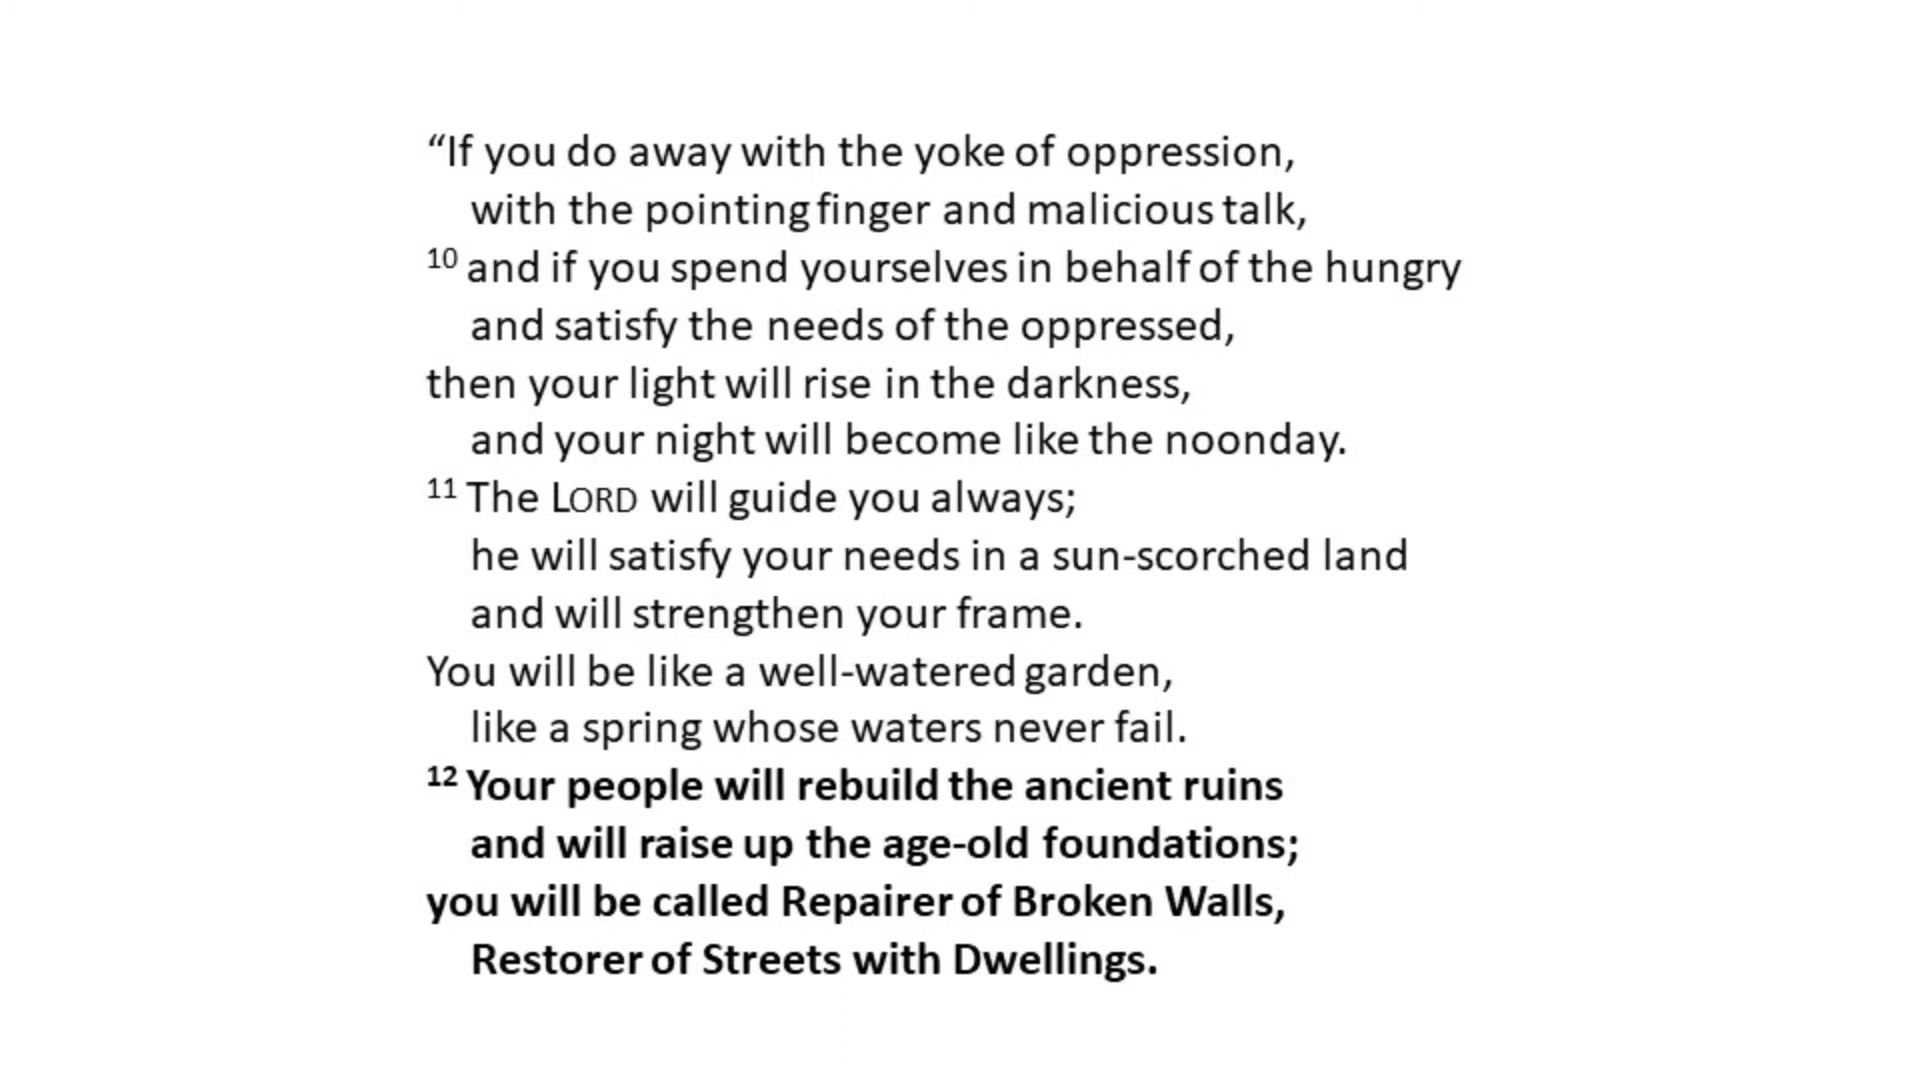 “If you do away with the yoke of oppression,
with the pointing finger and malicious talk,
10 and if you spend yourselves in behalf of the hungry
and satisfy the needs of the oppressed,
then your light will rise in the darkness,
and your night will become like the noonday.
11 The LORD will guide you always;
he will satisfy your needs in a sun-scorched land
and will strengthen your frame.
You will be like a well-watered garden,
like a spring whose waters never fail.
12 Your people will rebuild the ancient ruins
and will raise up the age-old foundations;
you will be called Repairer of Broken Walls,
Restorer of Streets with Dwellings.